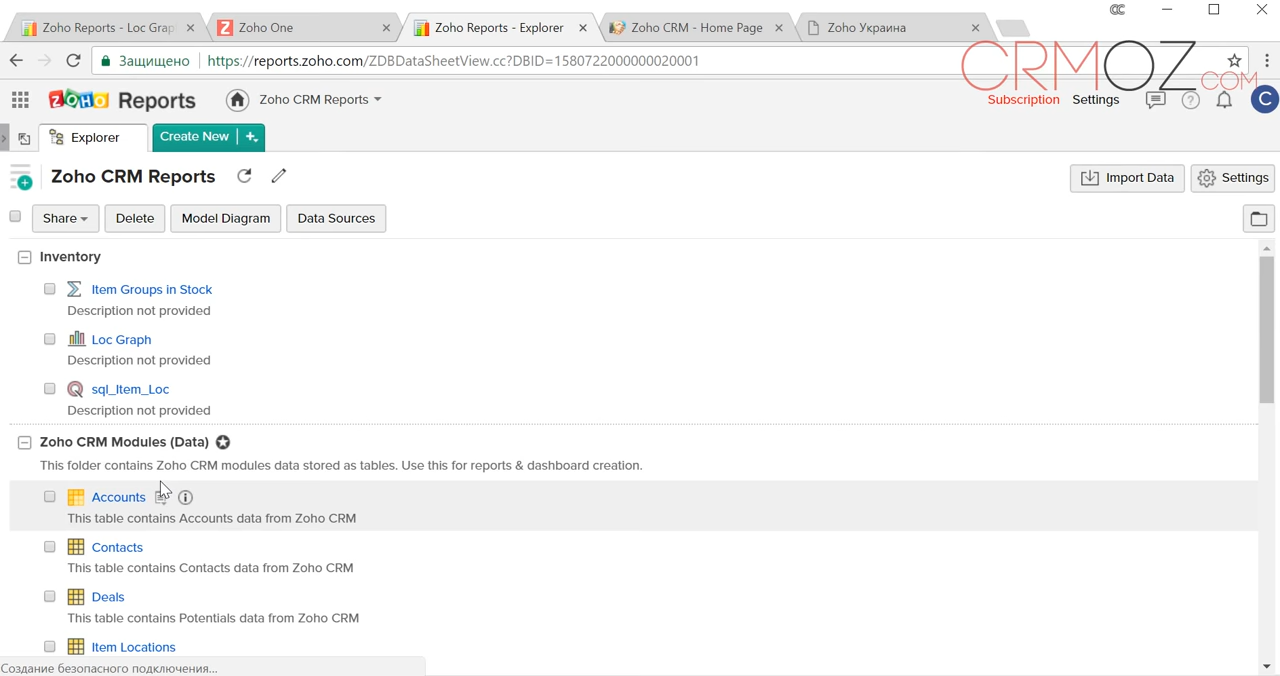 Zoho Reports - Loc Grap
Zoho One
Zoho Reports - Explorer
Zoho CRM - Home Page
Zoho Украина
Защищено
https://reports.zoho.com/ZDBDataSheetView.cc?DBID=1580722000000020001
CRMOZ.COM
ZOHO Reports
Zoho CRM Reports
Subscription
Settings
C
Explorer
Create New
Zoho CRM Reports
Import Data
Settings
Share
Delete
Model Diagram
Data Sources
Inventory
Item Groups in Stock
Description not provided
Loc Graph
Description not provided
sql_Item_Loc
Description not provided
Zoho CRM Modules (Data)
This folder contains Zoho CRM modules data stored as tables. Use this for reports & dashboard creation.
Accounts
This table contains Accounts data from Zoho CRM
Contacts
This table contains Contacts data from Zoho CRM
Deals
This table contains Potentials data from Zoho CRM
Item Locations
Создание безопасного подключения...